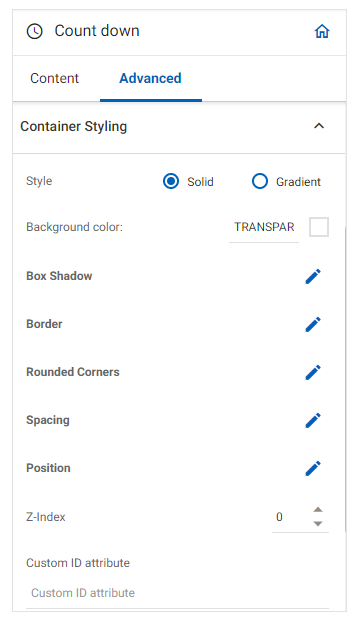 Count down
Content Advanced
Container Styling
Style Solid Gradient
Background color: TRANSPAR
Box Shadow
Border
Rounded Corners
Spacing
Position
Z-Index 0
Custom ID attribute
Custom ID attribute